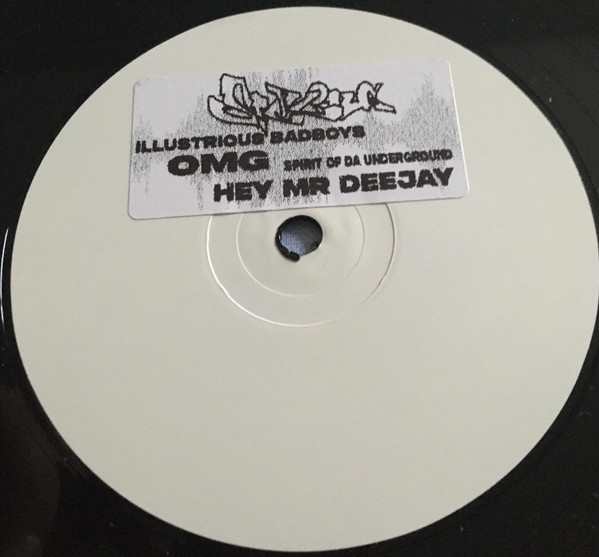 ILLUSTRIOUS BADBOYS
OMG SPIRIT OF DA UNDERGROUND
HEY MR DEEJAY